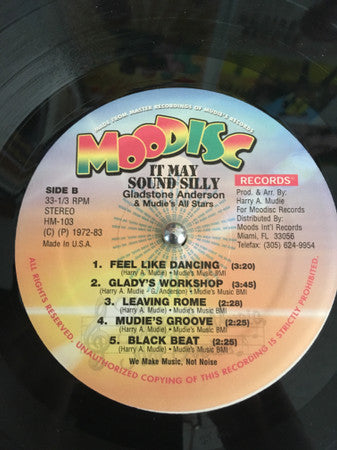 MADE FROM MASTER RECORDINGS OF MUDIE'S RECORDS
MOODISC
RECORDS
IT MAY
SOUND SILLY
Gladstone Anderson
& Mudie's All Stars
SIDE B
33-1/3 RPM
STEREO
HM-103
(C) (P) 1972-83
Made In U.S.A.
Prod. & Arr. By:
Harry A. Mudie
For Moodisc Records
Distributed By:
Moods Int'l Records
Miami, FL 33056
Telefax: (305) 624-9954
1. FEEL LIKE DANCING (3:20)
(Harry A. Mudie) • Mudie's Music BMI
2. GLADY'S WORKSHOP (3:45)
(Harry A. Mudie - G. Anderson) • Mudie's Music BMI
3. LEAVING ROME (2:28)
(Harry A. Mudie) • Mudie's Music BMI
4. MUDIE'S GROOVE (2:25)
(Harry A. Mudie) • Mudie's Music BMI
5. BLACK BEAT (2:25)
(Harry A. Mudie) • Mudie's Music BMI
We Make Music, Not Noise
ALL RIGHTS RESERVED. UNAUTHORIZED COPYING OF THIS RECORDING IS STRICTLY PROHIBITED.